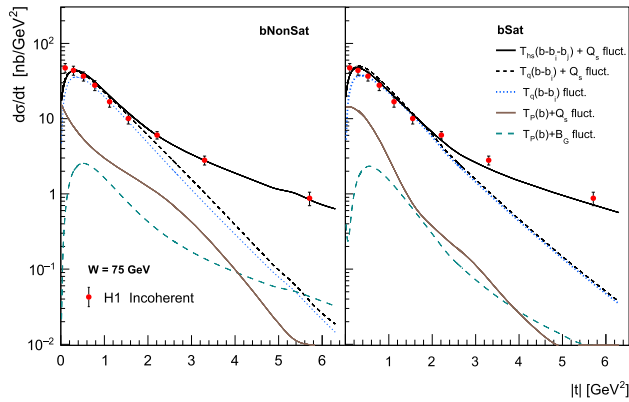 bNonSat
bSat
dσ/dt [nb/GeV²]
10²
10
1
10⁻¹
10⁻²
T_hs(b-b_i-b_j) + Q_s fluct.
T_q(b-b_i) + Q_s fluct.
T_q(b-b_i) fluct.
T_P(b)+Q_s fluct.
T_P(b)+B_G fluct.
W = 75 GeV
H1 Incoherent
0 1 2 3 4 5 6
1 2 3 4 5 6
|t| [GeV²]